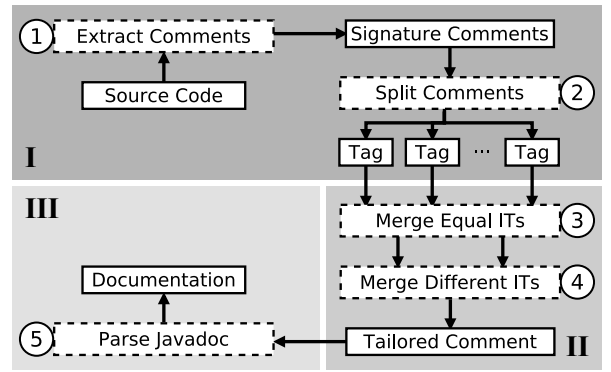 1 Extract Comments
Signature Comments
Source Code
Split Comments 2
I
Tag Tag ... Tag
III
Merge Equal ITs 3
Documentation
Merge Different ITs 4
5 Parse Javadoc
Tailored Comment
II